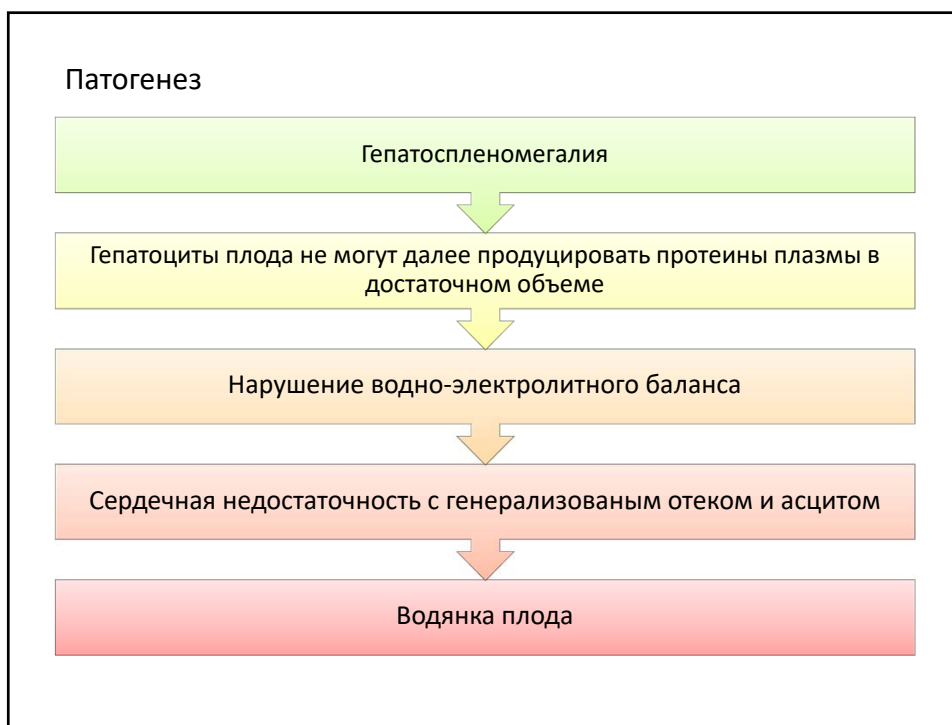 Патогенез
Гепатоспленомегалия
Гепатоциты плода не могут далее продуцировать протеины плазмы в
достаточном объеме
Нарушение водно-электролитного баланса
Сердечная недостаточность с генерализованым отеком и асцитом
Водянка плода